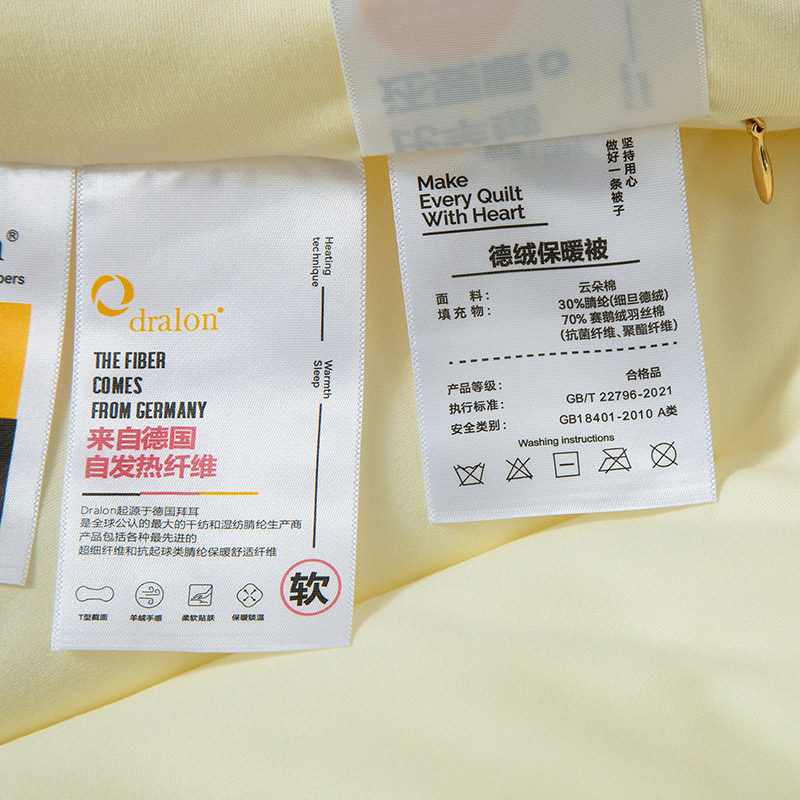 pers
dralon
THE FIBER
COMES
FROM GERMANY
来自德国
自发热纤维
Dralon起源于德国拜耳
是全球公认的最大的干纺和湿纺腈纶生产商
产品包括各种最先进的
超细纤维和抗起球类腈纶保暖舒适纤维
T型截面
羊绒手感
柔软贴肤
保暖锁温
软
Heating
technique
Warmth
Sleep
Make
Every Quilt
With Heart
坚持用心
做好一条被子
德绒保暖被
面 料: 云朵棉
填 充 物: 30%腈纶(细旦德绒)
70% 赛鹅绒羽丝棉
(抗菌纤维、聚酯纤维)
产品等级: 合格品
执行标准: GB/T 22796-2021
安全类别: GB18401-2010 A类
Washing instructions